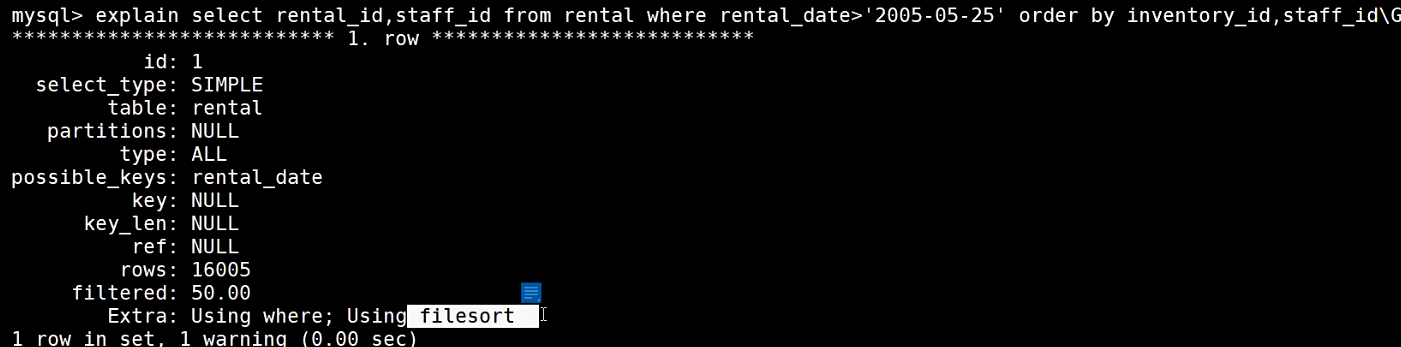 mysql> explain select rental_id,staff_id from rental where rental_date>'2005-05-25' order by inventory_id,staff_id\G
*************************** 1. row ***************************
id: 1
select_type: SIMPLE
table: rental
partitions: NULL
type: ALL
possible_keys: rental_date
key: NULL
key_len: NULL
ref: NULL
rows: 16005
filtered: 50.00
Extra: Using where; Using filesort
1 row in set, 1 warning (0.00 sec)